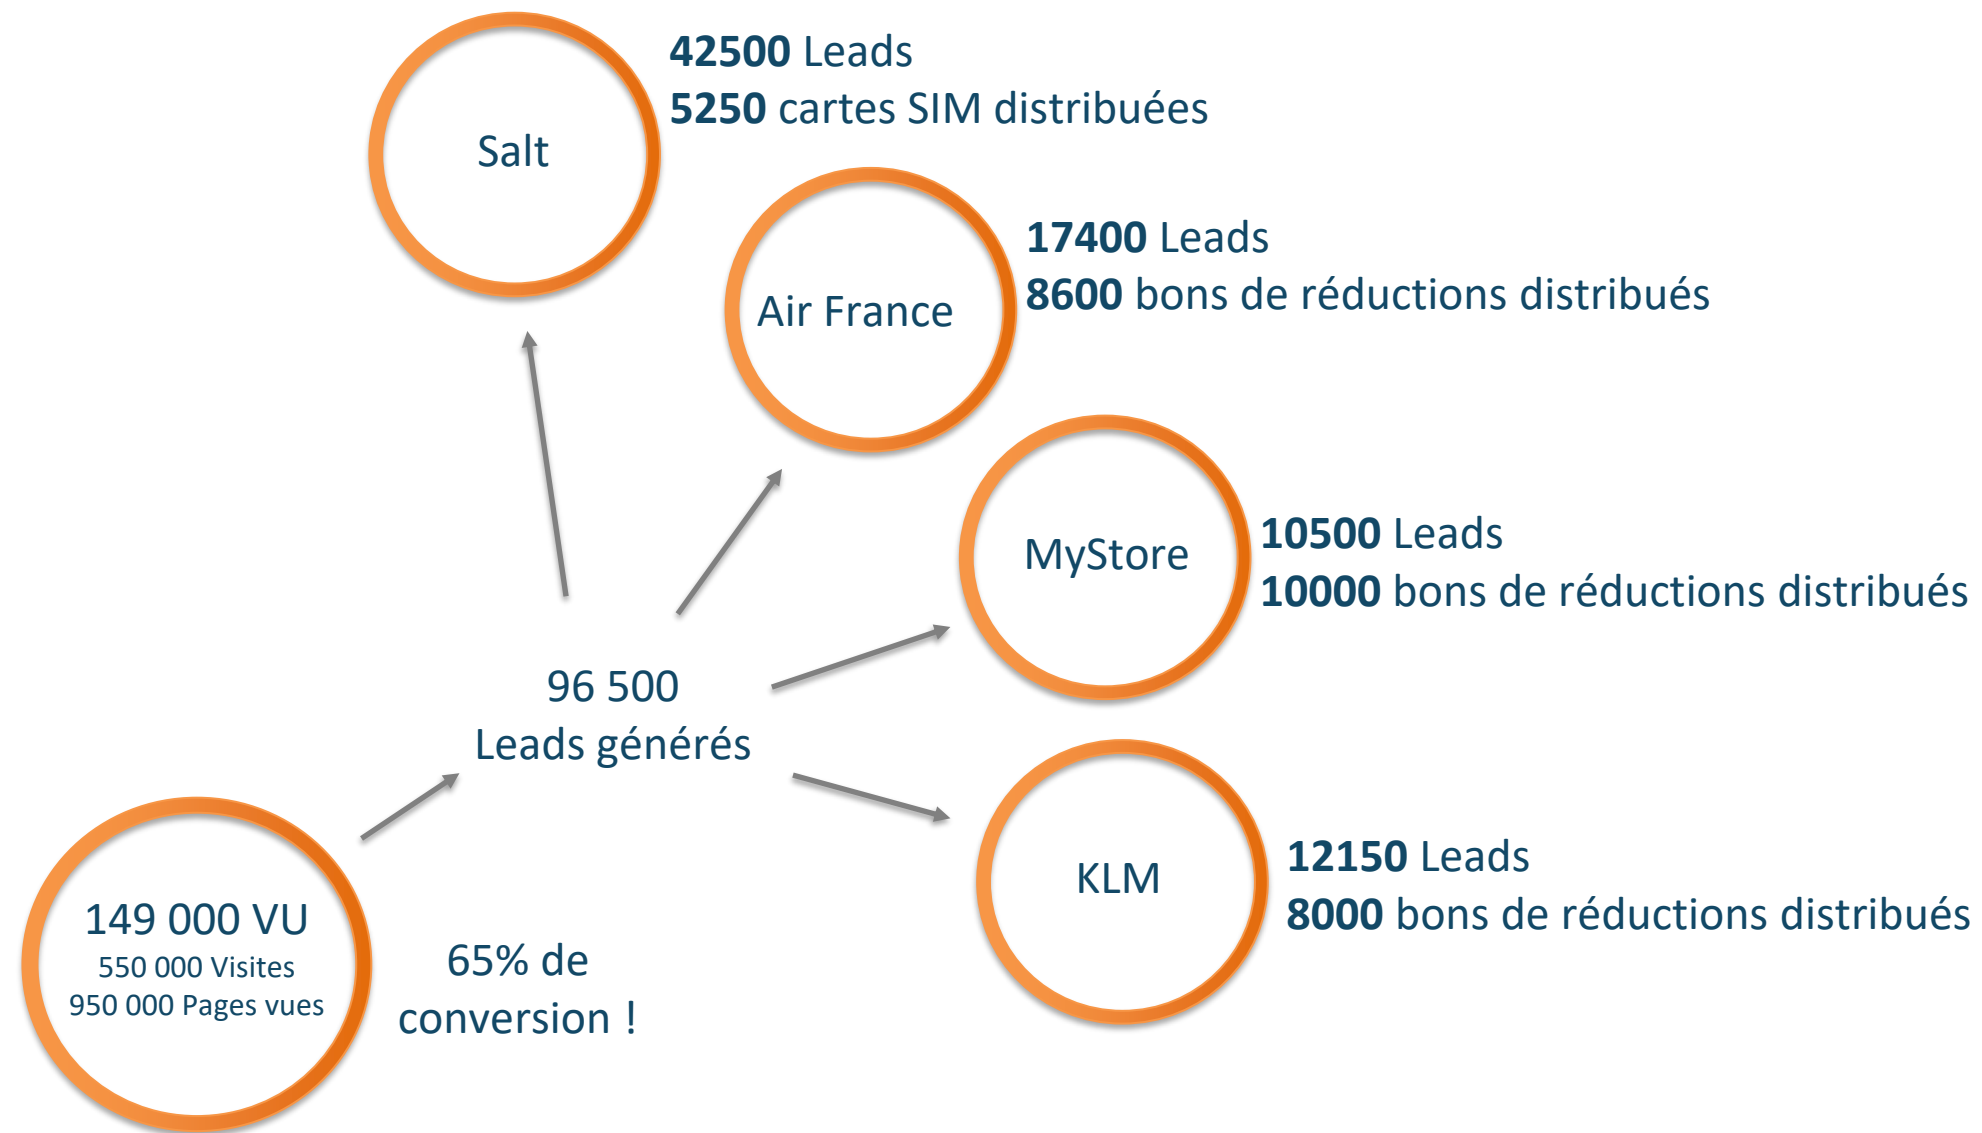 Salt
42500 Leads
5250 cartes SIM distribuées
Air France
17400 Leads
8600 bons de réductions distribués
MyStore
10500 Leads
10000 bons de réductions distribués
96 500
Leads générés
KLM
12150 Leads
8000 bons de réductions distribués
149 000 VU
550 000 Visites
950 000 Pages vues
65% de
conversion !